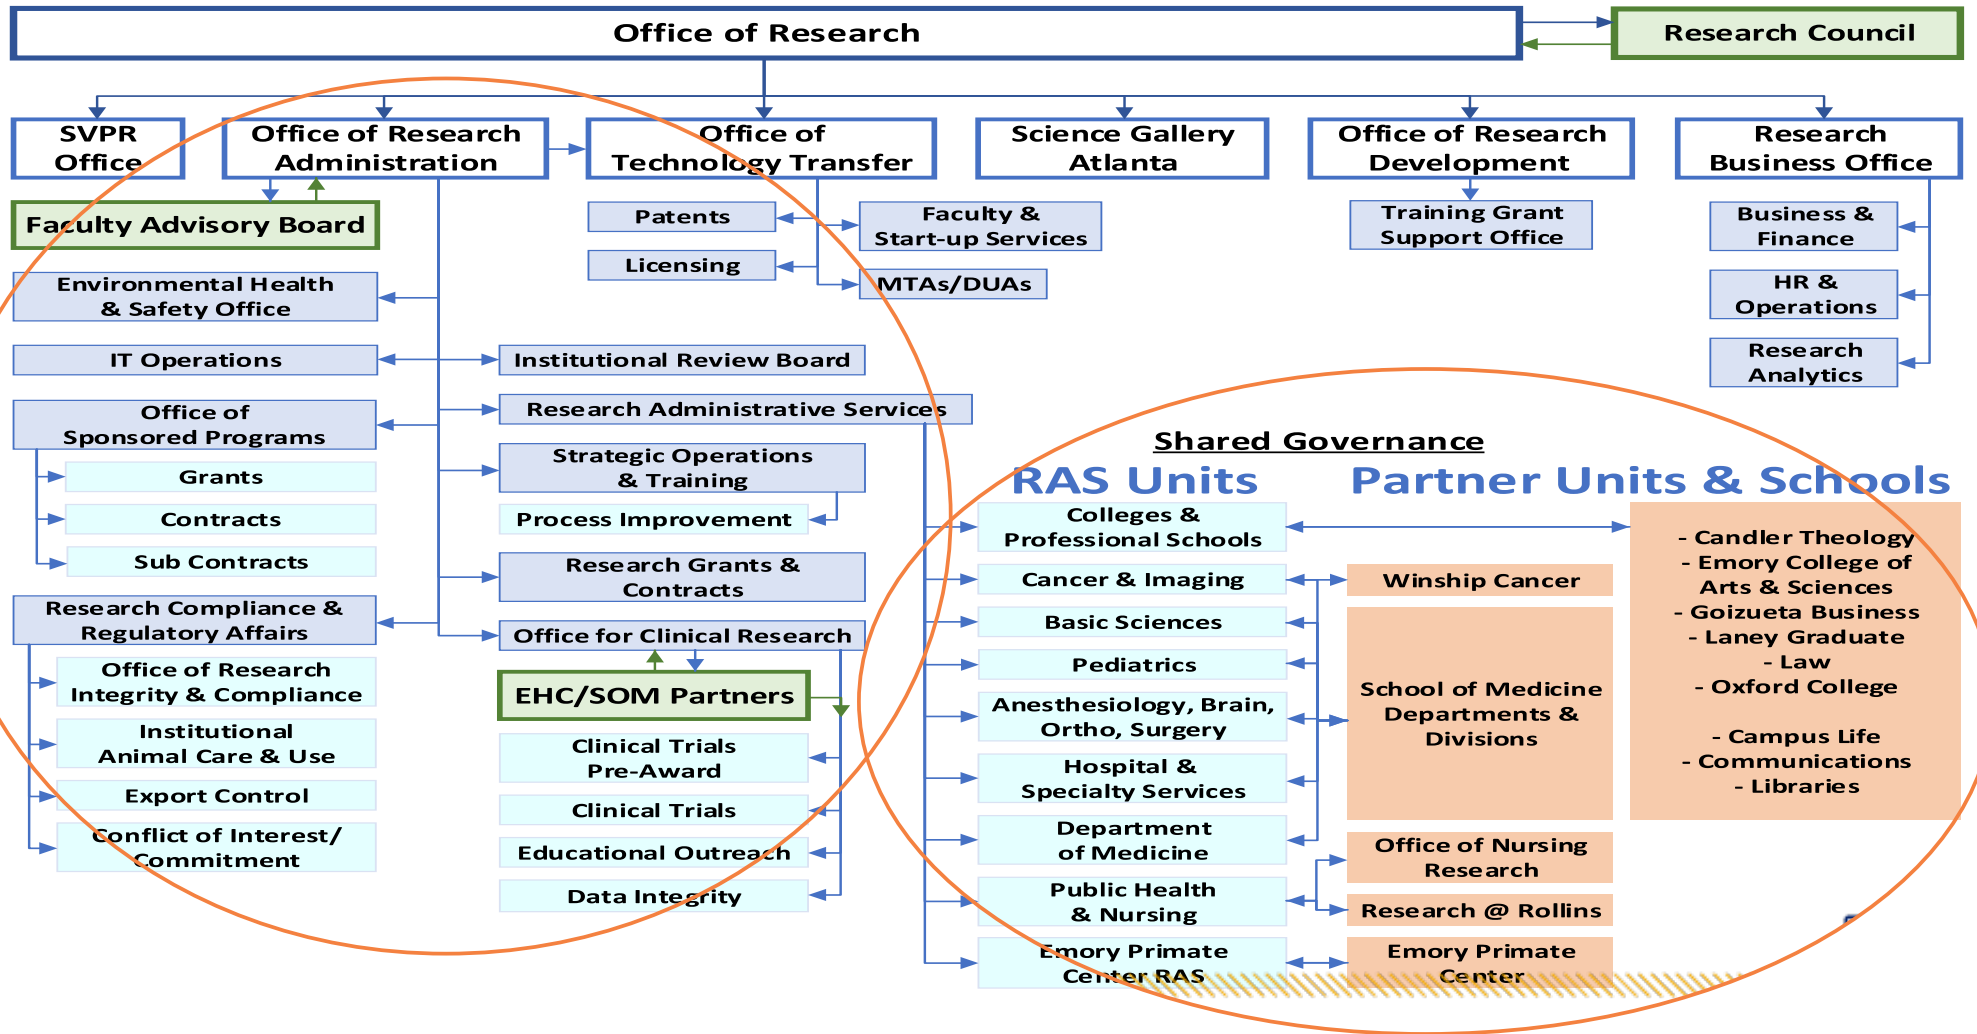 Office of Research
Research Council
SVPR
Office
Office of Research
Administration
Office of
Technology Transfer
Science Gallery
Atlanta
Office of Research
Development
Research
Business Office
Faculty Advisory Board
Patents
Licensing
Faculty &
Start-up Services
MTAs/DUAs
Training Grant
Support Office
Business &
Finance
HR &
Operations
Research
Analytics
Environmental Health
& Safety Office
IT Operations
Office of
Sponsored Programs
Grants
Contracts
Sub Contracts
Research Compliance &
Regulatory Affairs
Office of Research
Integrity & Compliance
Institutional
Animal Care & Use
Export Control
Conflict of Interest/
Commitment
Institutional Review Board
Research Administrative Services
Strategic Operations
& Training
Process Improvement
Research Grants &
Contracts
Office for Clinical Research
EHC/SOM Partners
Clinical Trials
Pre-Award
Clinical Trials
Educational Outreach
Data Integrity
Shared Governance
RAS Units
Partner Units & Schools
Colleges &
Professional Schools
Cancer & Imaging
Basic Sciences
Pediatrics
Anesthesiology, Brain,
Ortho, Surgery
Hospital &
Specialty Services
Department
of Medicine
Public Health
& Nursing
Emory Primate
Center RAS
Winship Cancer
School of Medicine
Departments &
Divisions
Office of Nursing
Research
Research @ Rollins
Emory Primate
Center
- Candler Theology
- Emory College of
Arts & Sciences
- Goizueta Business
- Laney Graduate
- Law
- Oxford College
- Campus Life
- Communications
- Libraries